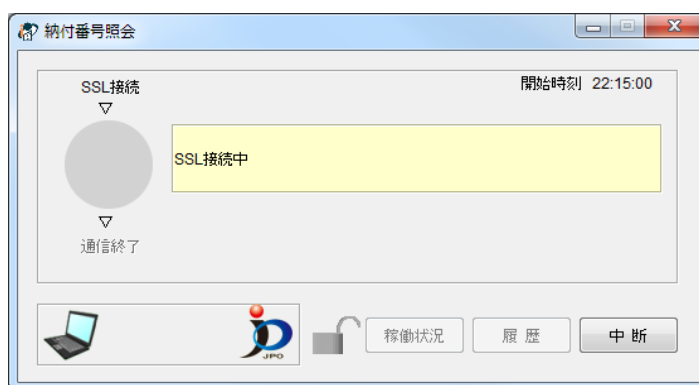 納付番号照会
SSL接続
開始時刻 22:15:00
▽
SSL接続中
▽
通信終了
JPO
稼働状況
履歴
中断